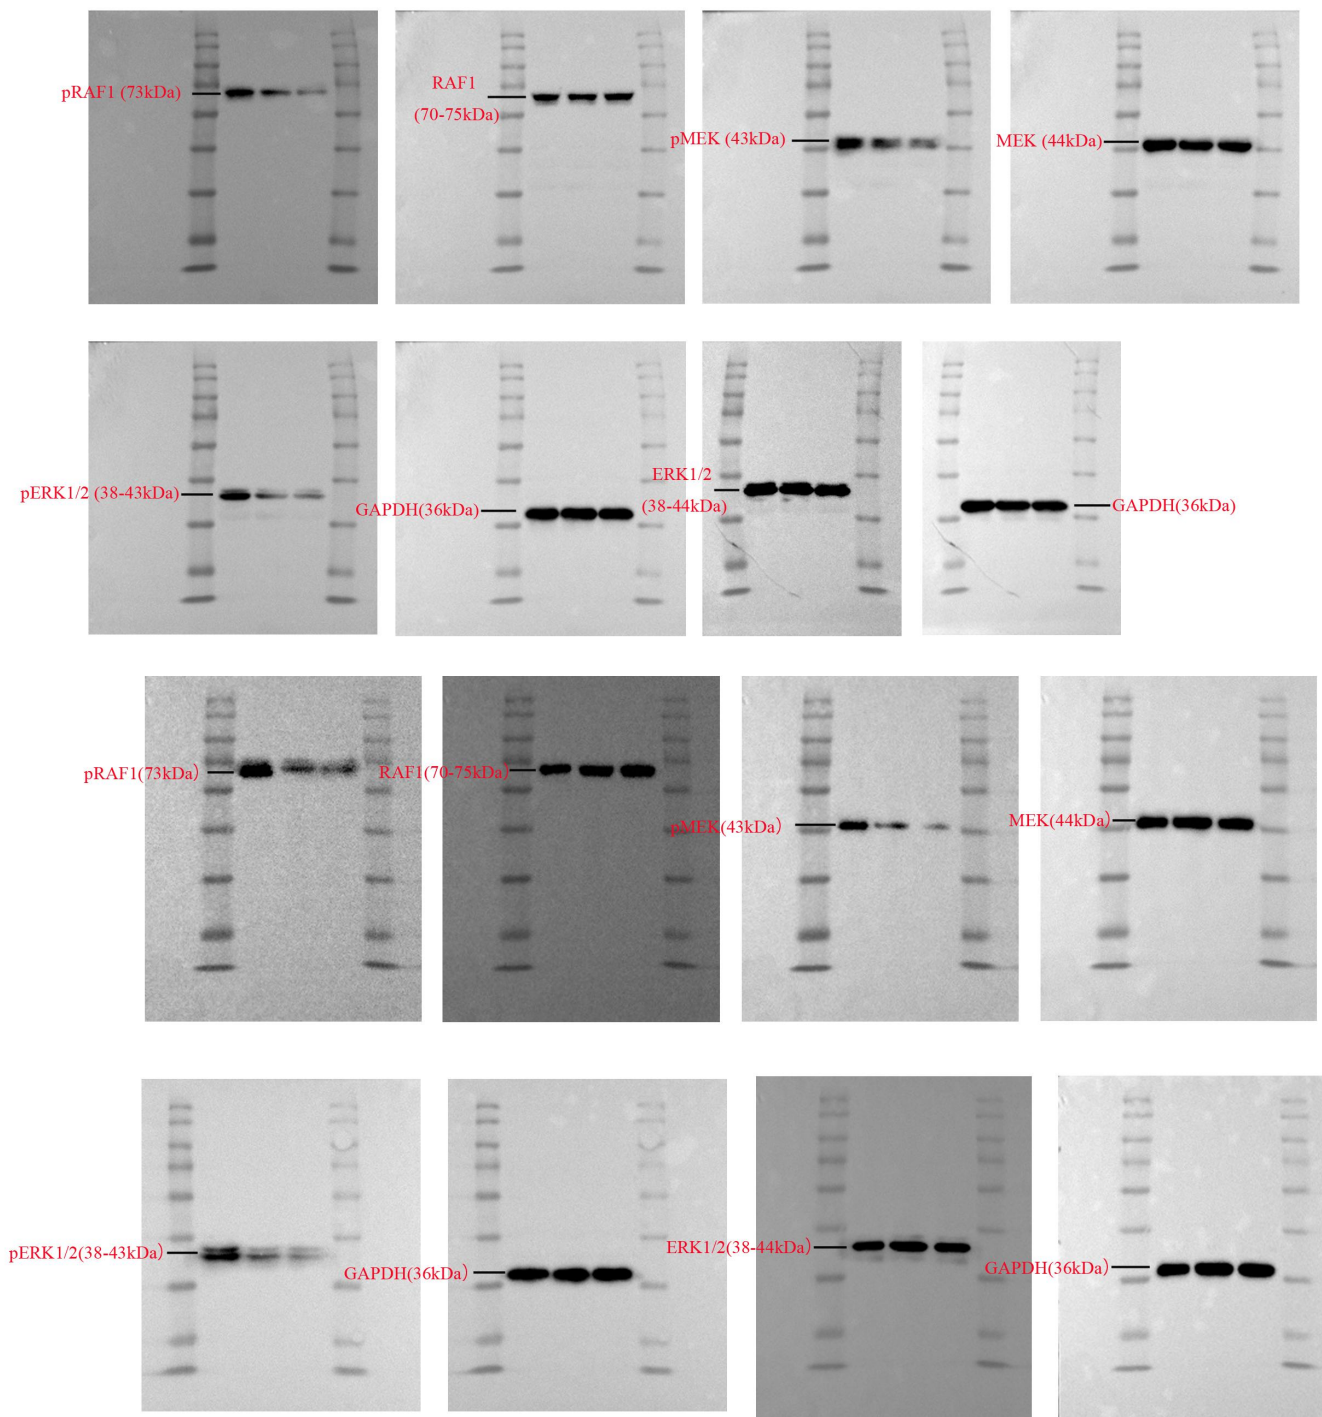 pRAF1 (73kDa)
RAF1
(70-75kDa)
pMEK (43kDa)
MEK (44kDa)
pERK1/2 (38-43kDa)
GAPDH(36kDa)
ERK1/2
(38-44kDa)
GAPDH(36kDa)
pRAF1(73kDa)
RAF1(70-75kDa)
pMEK(43kDa)
MEK(44kDa)
pERK1/2(38-43kDa)
GAPDH(36kDa)
ERK1/2(38-44kDa)
GAPDH(36kDa)